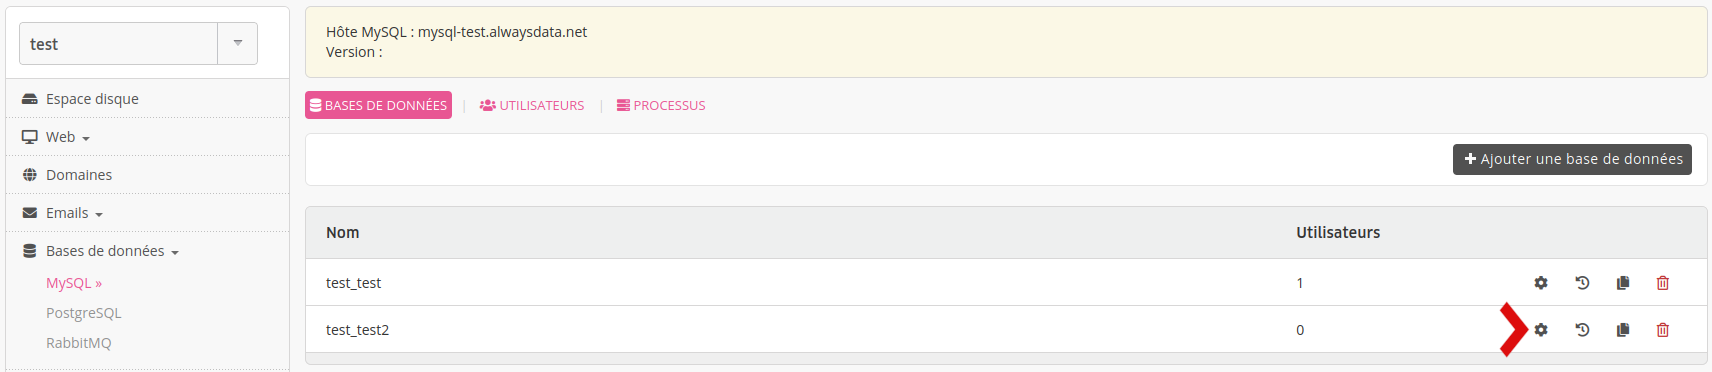 test
Espace disque
Web
Domaines
Emails
Bases de données
MySQL »
PostgreSQL
RabbitMQ
Hôte MySQL : mysql-test.alwaysdata.net
Version :
BASES DE DONNÉES | UTILISATEURS | PROCESSUS
Ajouter une base de données
Nom Utilisateurs
test_test 1
test_test2 0